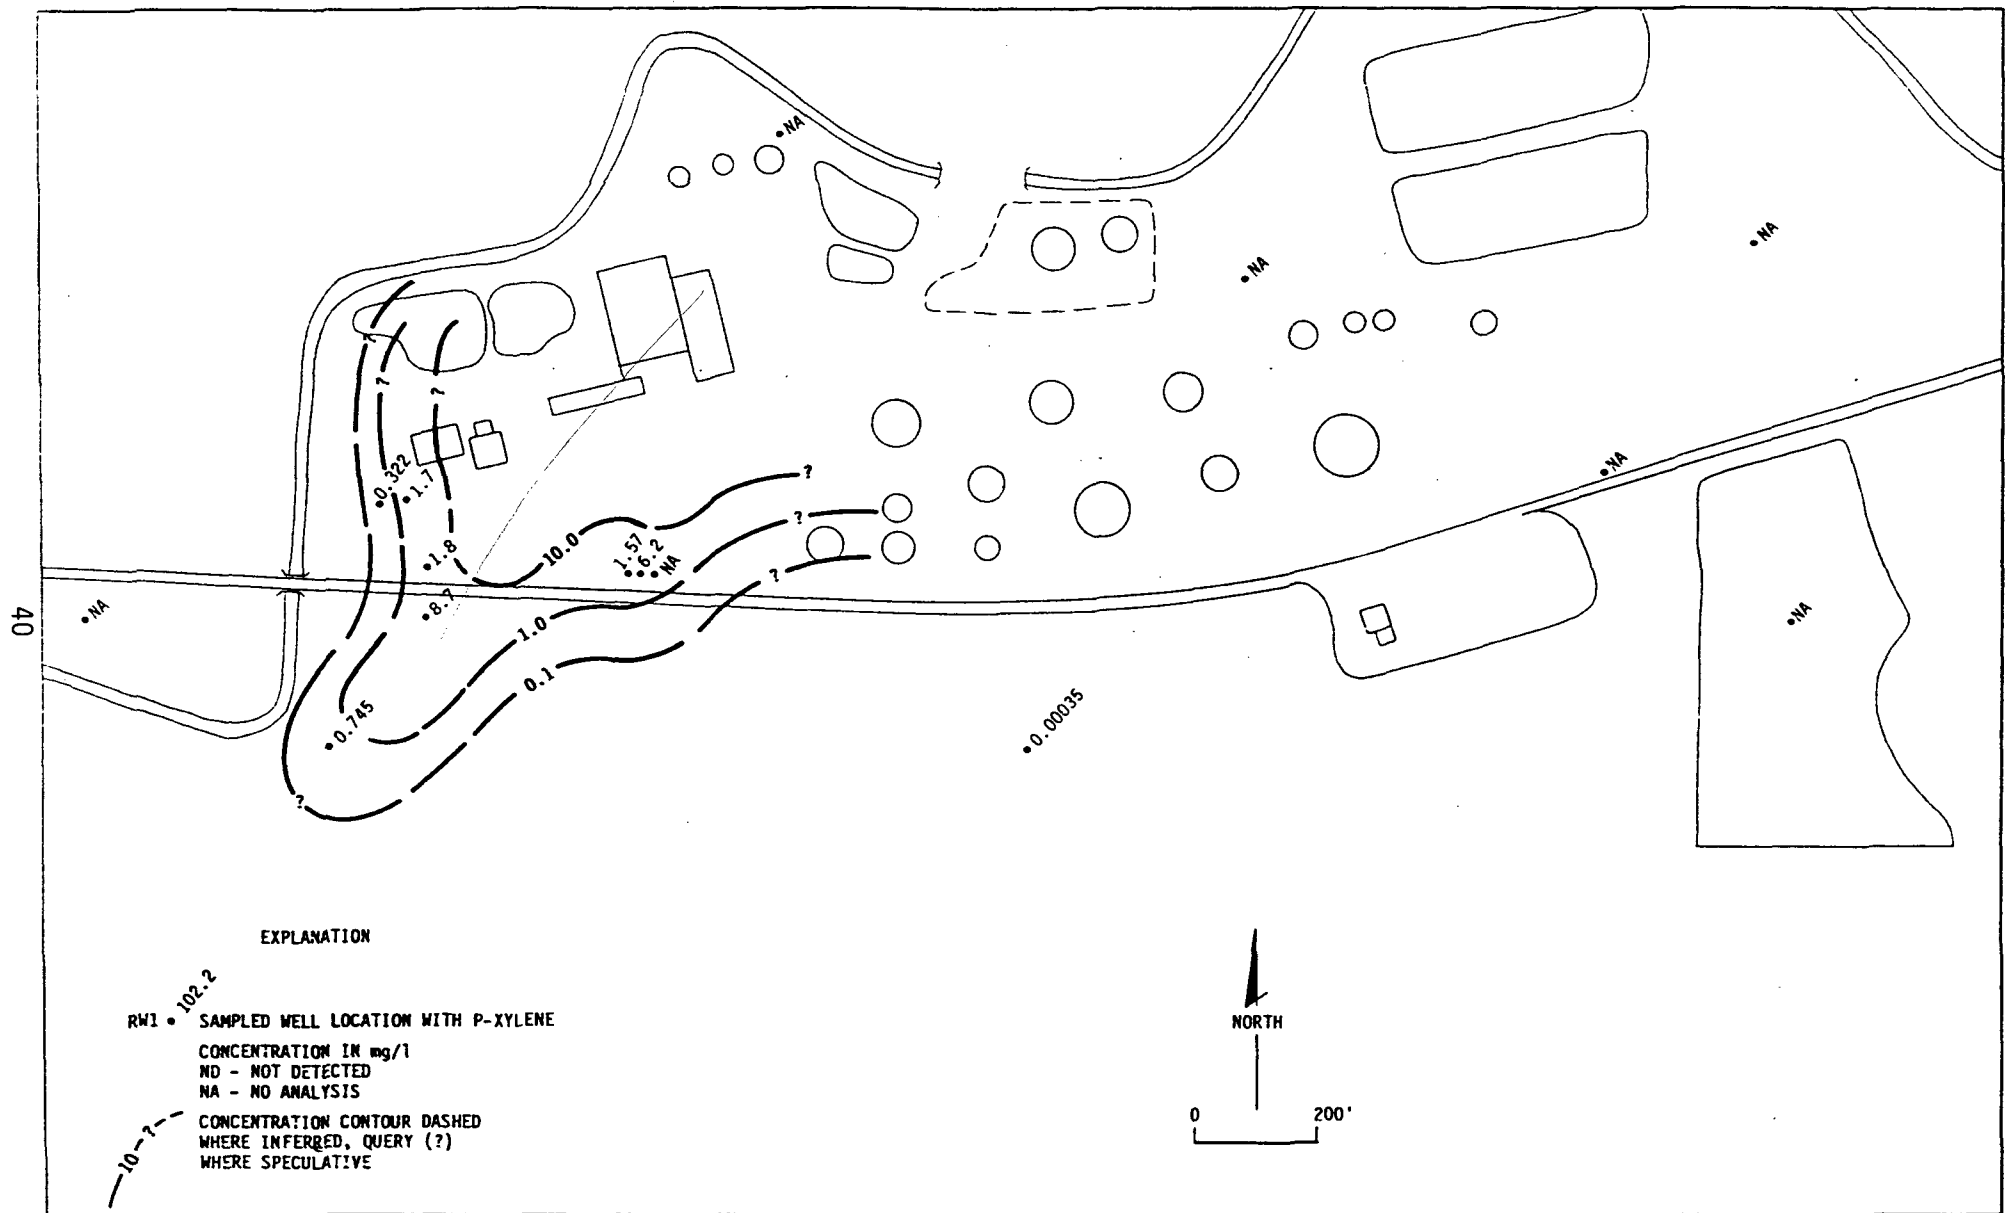 NA
NA
NA
?
?
?
0.322
1.7
?
NA
10.0
?
1.8
1.57
6.2
NA
?
NA
8.7
1.0
NA
40
0.1
0.745
0.00035
?
EXPLANATION
102.2
RW1 • SAMPLED WELL LOCATION WITH P-XYLENE
CONCENTRATION IN mg/l
ND - NOT DETECTED
NA - NO ANALYSIS
10-?-- CONCENTRATION CONTOUR DASHED
WHERE INFERRED, QUERY (?)
WHERE SPECULATIVE
NORTH
0 200'